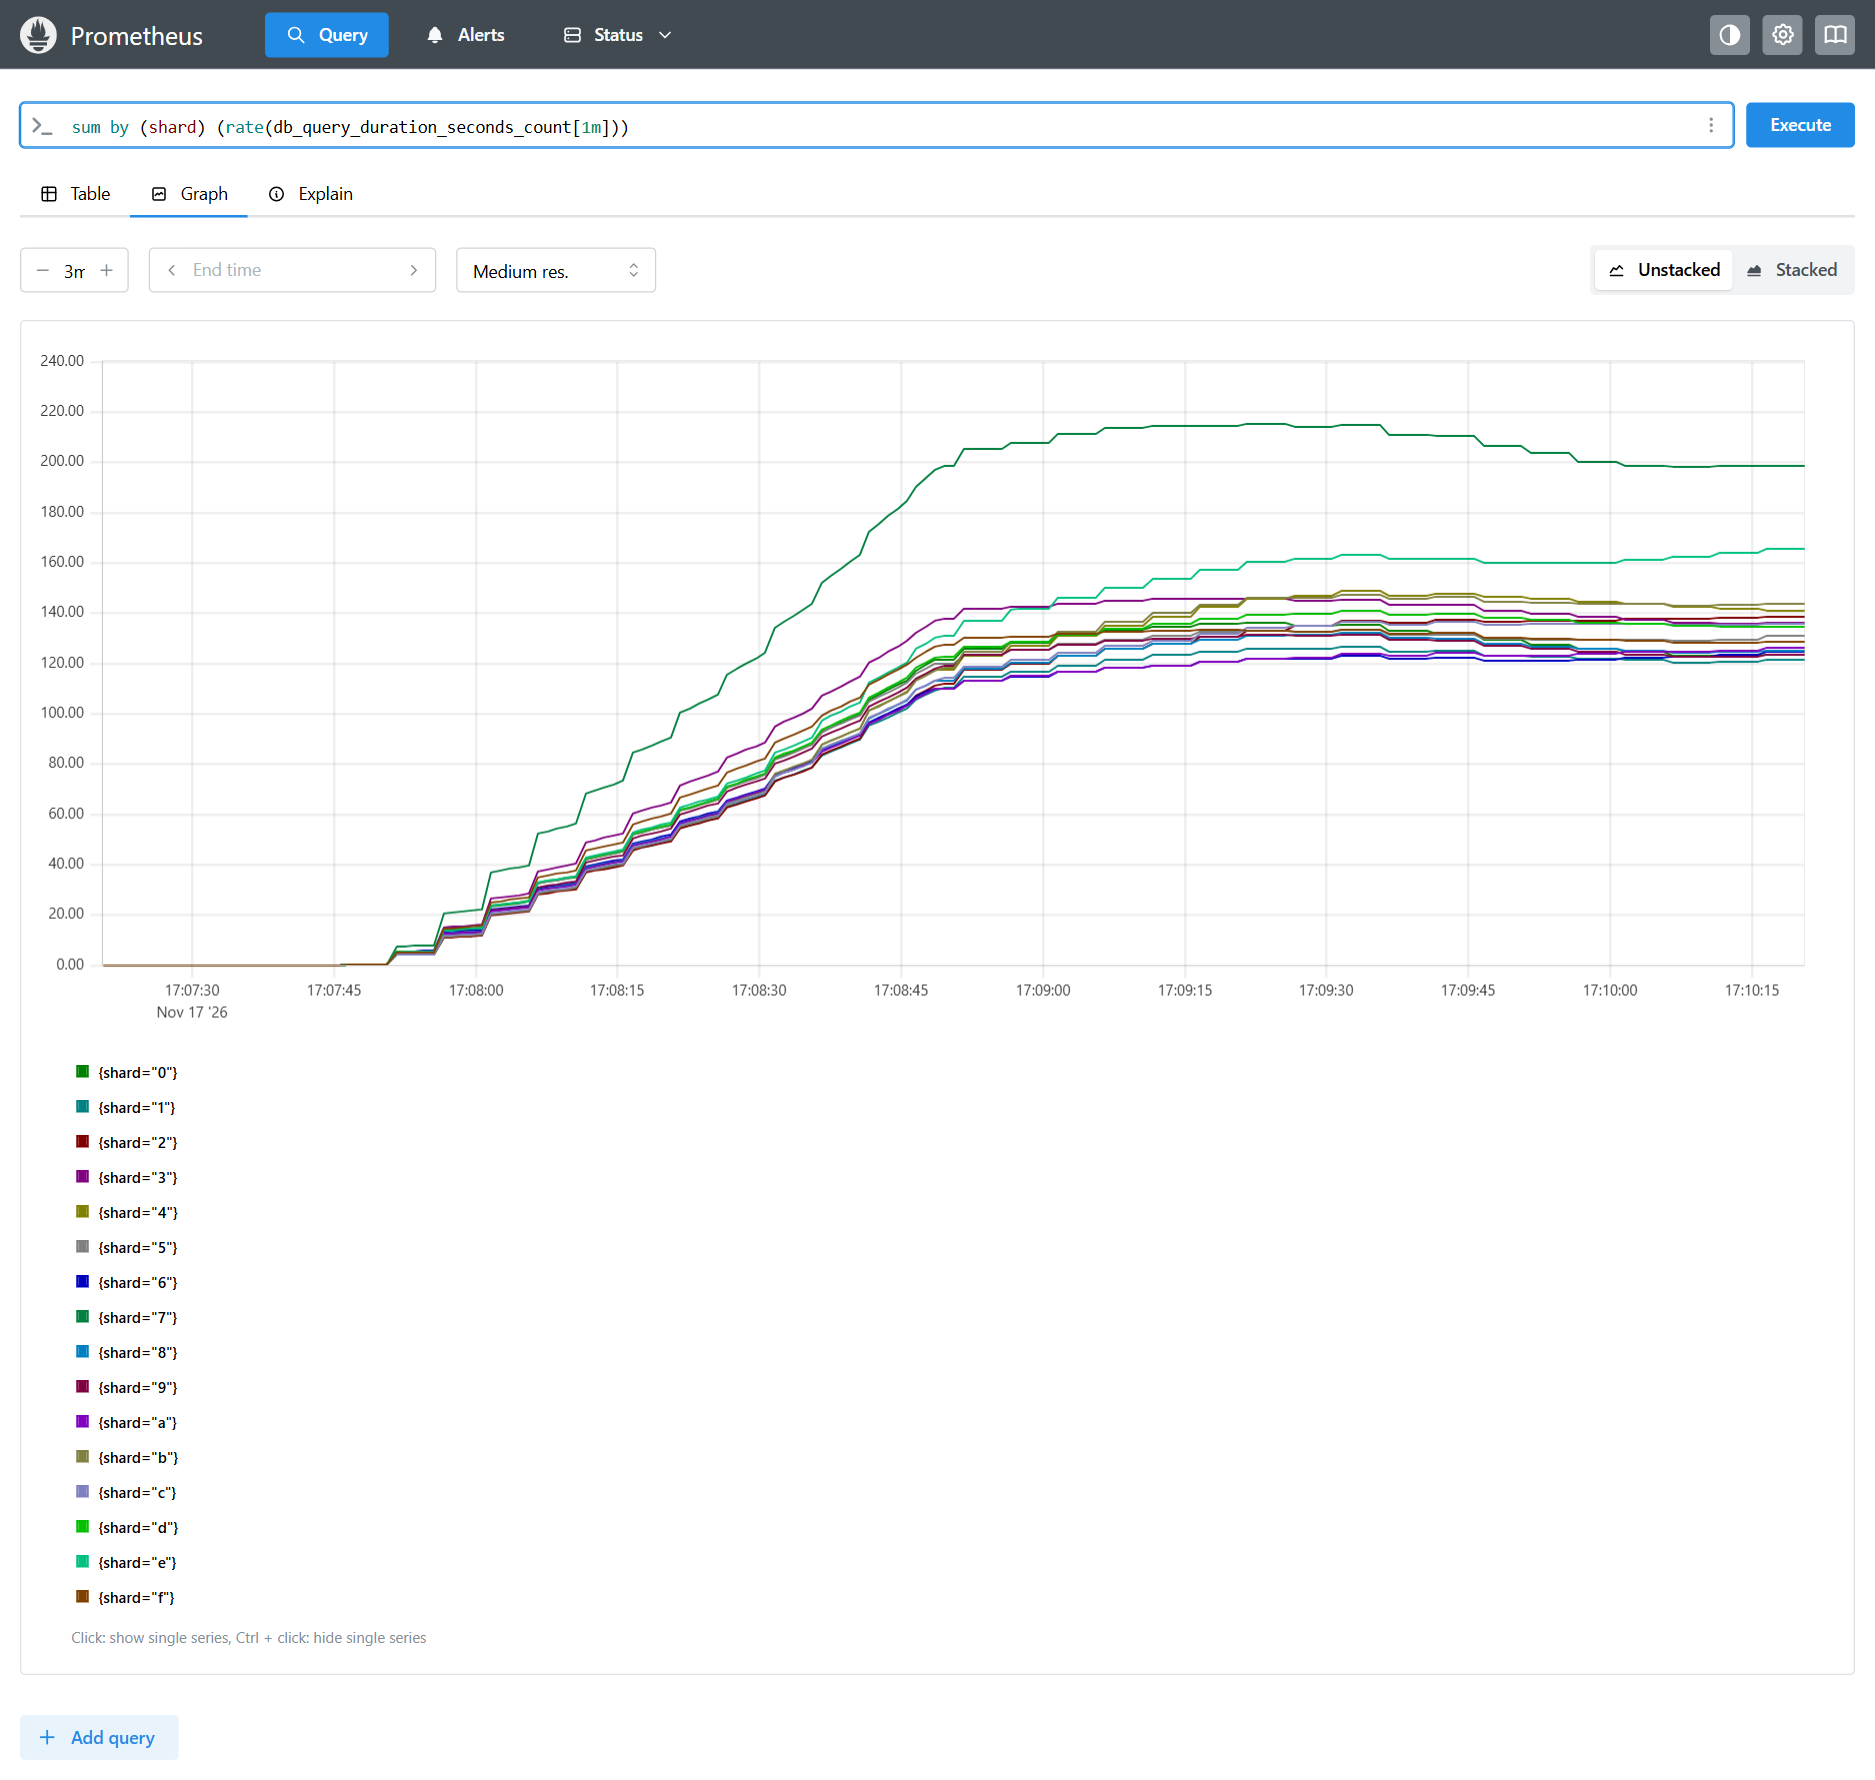 Prometheus
Query
Alerts
Status
sum by (shard) (rate(db_query_duration_seconds_count[1m]))
Execute
Table
Graph
Explain
3m
End time
Medium res.
Unstacked
Stacked
240.00
220.00
200.00
180.00
160.00
140.00
120.00
100.00
80.00
60.00
40.00
20.00
0.00
17:07:30 17:07:45 17:08:00 17:08:15 17:08:30 17:08:45 17:09:00 17:09:15 17:09:30 17:09:45 17:10:00 17:10:15
Nov 17 '26
{shard="0"}
{shard="1"}
{shard="2"}
{shard="3"}
{shard="4"}
{shard="5"}
{shard="6"}
{shard="7"}
{shard="8"}
{shard="9"}
{shard="a"}
{shard="b"}
{shard="c"}
{shard="d"}
{shard="e"}
{shard="f"}
Click: show single series, Ctrl + click: hide single series
Add query